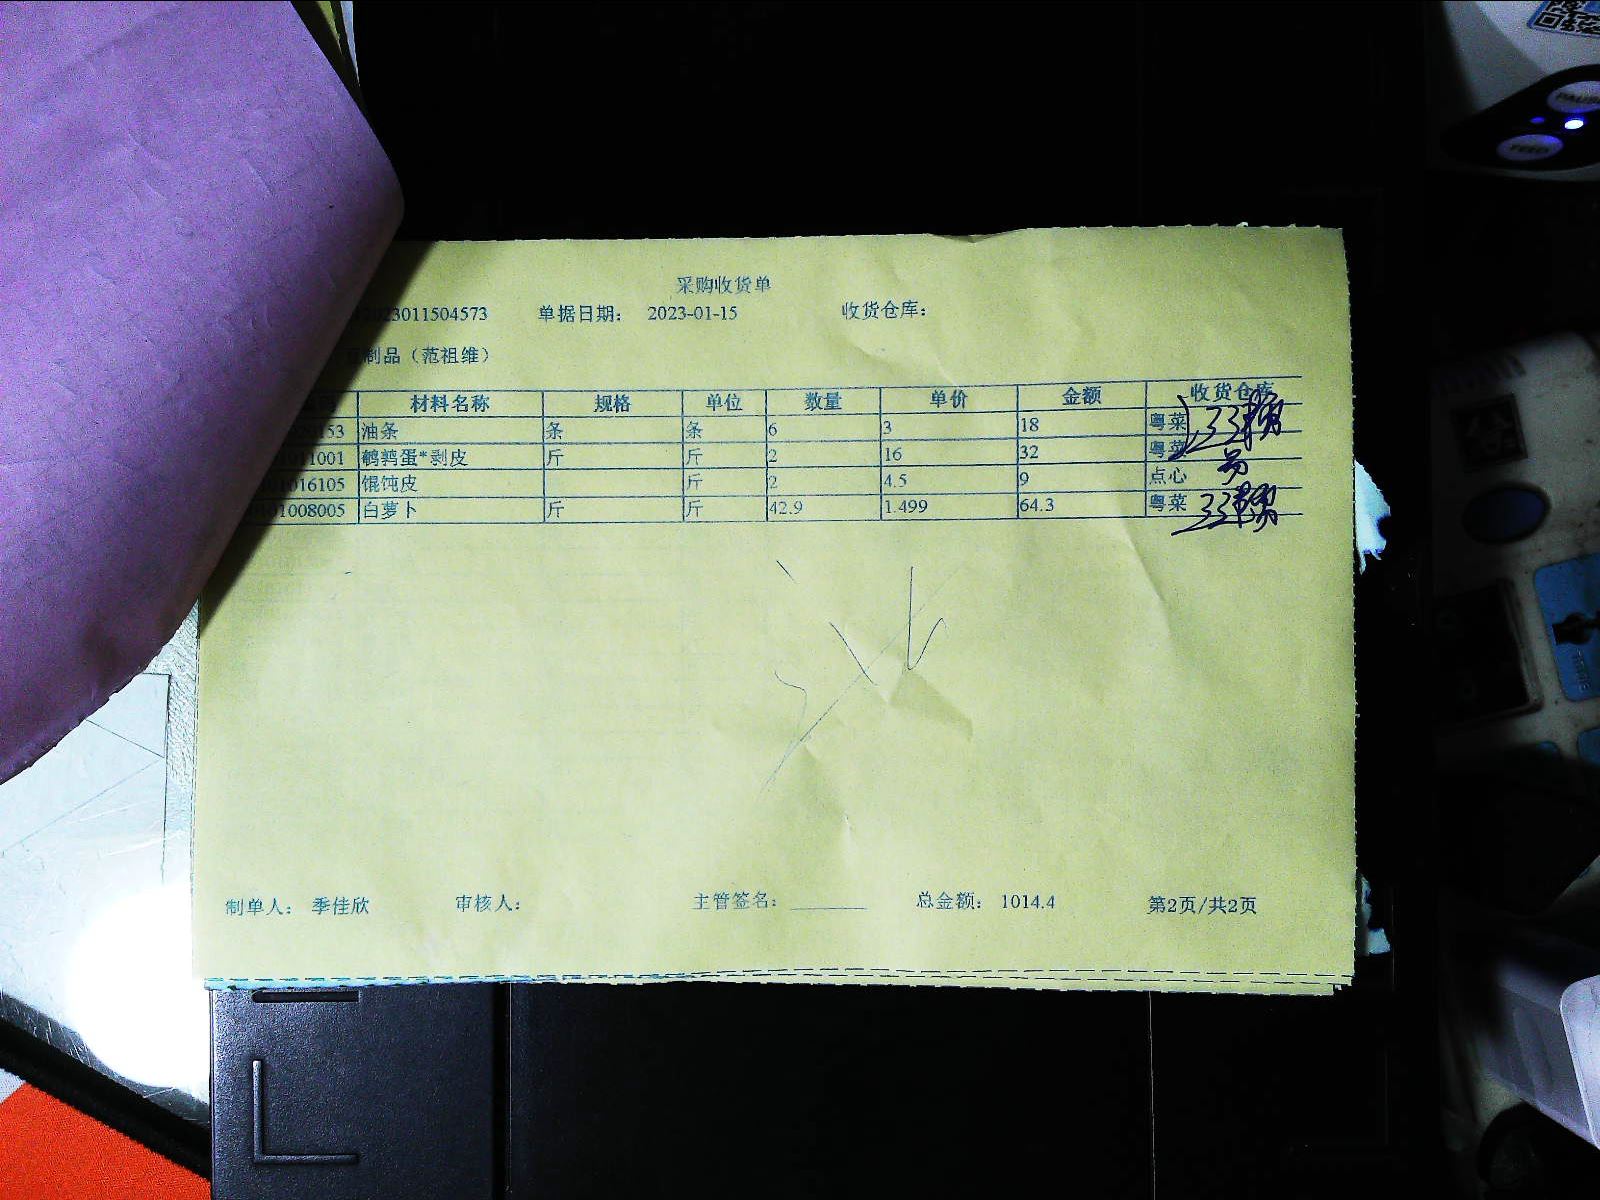 采购收货单
2023011504573 单据日期： 2023-01-15 收货仓库：
制品（范祖维）
材料名称 规格 单位 数量 单价 金额 收货仓库
153 油条 条 条 6 3 18 粤菜
11001 鹌鹑蛋*剥皮 斤 斤 2 16 32 粤菜
016105 馄饨皮 斤 2 4.5 9 点心
01008005 白萝卜 斤 斤 42.9 1.499 64.3 粤菜
制单人： 季佳欣 审核人： 主管签名： 总金额： 1014.4 第2页/共2页